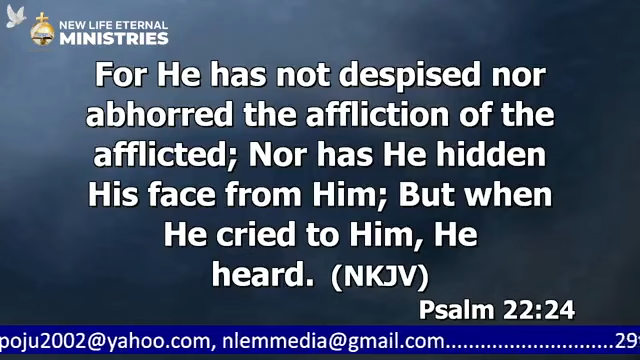 NEW LIFE ETERNAL
MINISTRIES
For He has not despised nor
abhorred the affliction of the
afflicted; Nor has He hidden
His face from Him; But when
He cried to Him, He
heard. (NKJV)
Psalm 22:24
poju2002@yahoo.com, nlemmedia@gmail.com.............................29